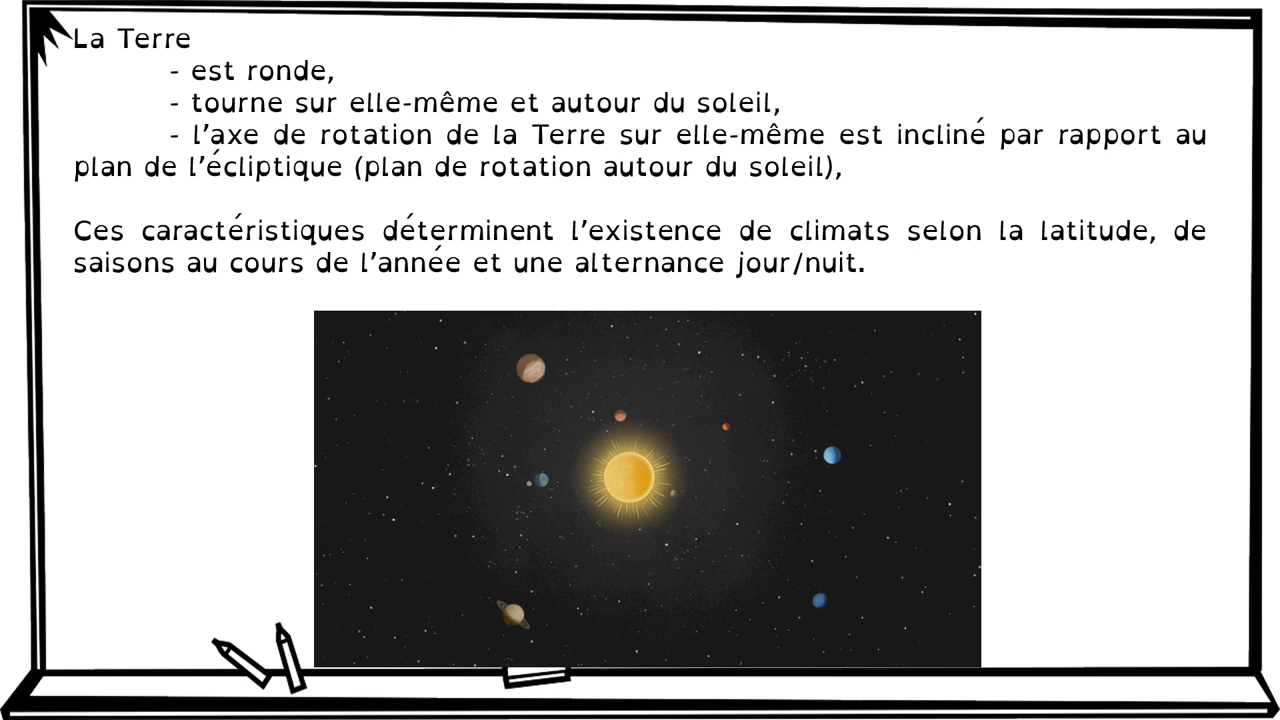 La Terre
- est ronde,
- tourne sur elle-même et autour du soleil,
- l’axe de rotation de la Terre sur elle-même est incliné par rapport au
plan de l’écliptique (plan de rotation autour du soleil),
Ces caractéristiques déterminent l’existence de climats selon la latitude, de
saisons au cours de l’année et une alternance jour/nuit.